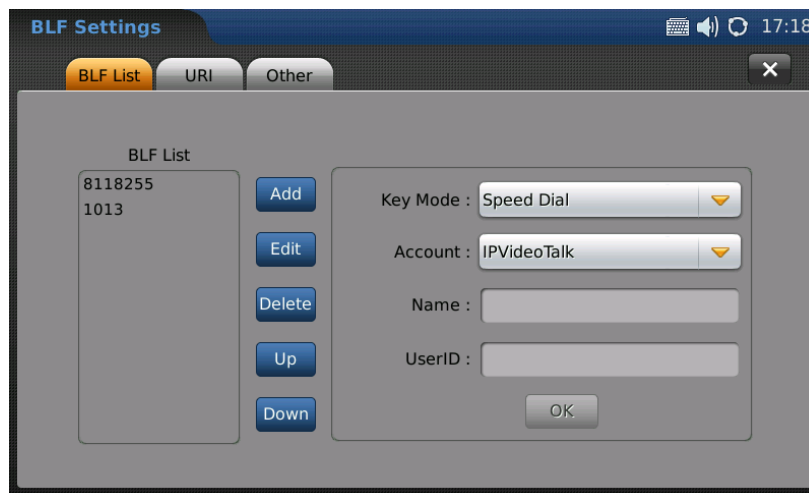 BLF Settings 17:18
BLF List URI Other
BLF List
8118255
1013
Add
Edit
Delete
Up
Down
Key Mode : Speed Dial
Account : IPVideoTalk
Name :
UserID :
OK